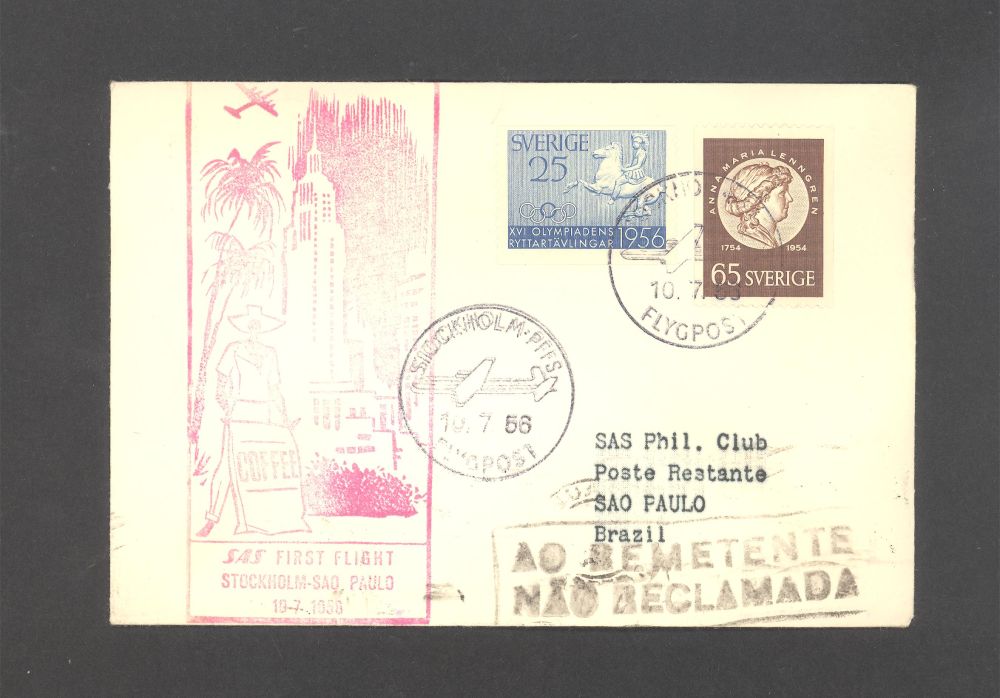 SVERIGE
25
XVI OLYMPIADENS
RYTTARTÄVLINGAR 1956
ANNA MARIA LENNGREN
1754 1954
65 SVERIGE
10. 7. 56
FLYGPOST
STOCKHOLM-PFFS
10. 7 56
FLYGPOST
COFFEE
SAS FIRST FLIGHT
STOCKHOLM-SAO PAULO
10-7 1956
SAS Phil. Club
Poste Restante
SAO PAULO
Brazil
AO REMETENTE
NÃO RECLAMADA